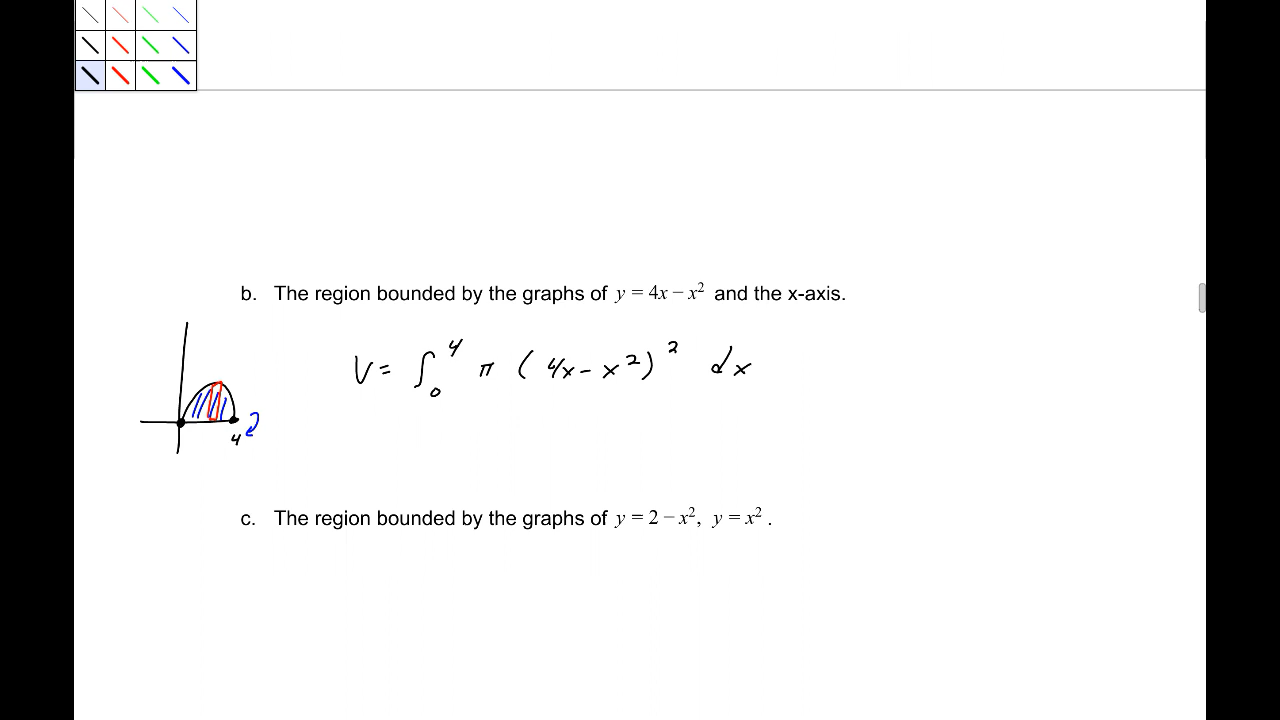 b. The region bounded by the graphs of y = 4x − x² and the x-axis.
V = ∫₀⁴ π (4x − x²)² dx
4
c. The region bounded by the graphs of y = 2 − x², y = x² .